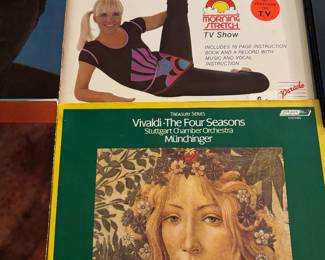 MORNING
STRETCH
TV Show
TV
INCLUDES 16 PAGE INSTRUCTION
BOOK AND A RECORD WITH
MUSIC AND VOCAL
INSTRUCTION
Peride
TREASURY SERIES
Vivaldi·The Four Seasons
Stuttgart Chamber Orchestra
Münchinger